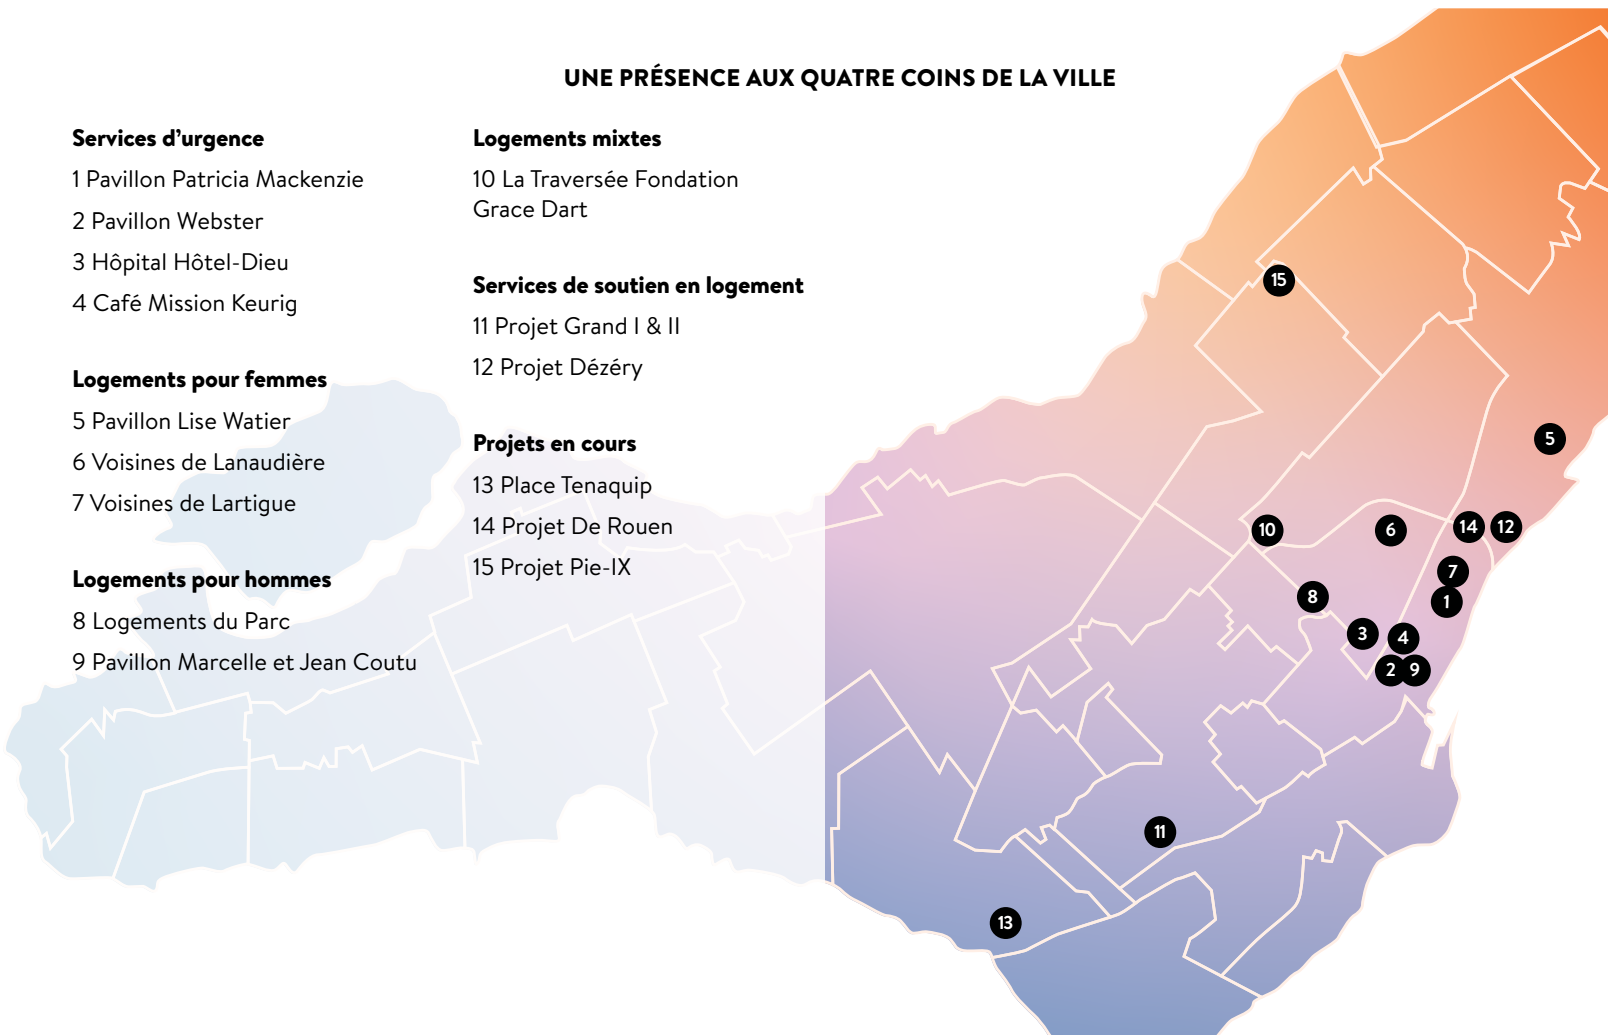 UNE PRÉSENCE AUX QUATRE COINS DE LA VILLE
Services d’urgence
1 Pavillon Patricia Mackenzie
2 Pavillon Webster
3 Hôpital Hôtel-Dieu
4 Café Mission Keurig
Logements pour femmes
5 Pavillon Lise Watier
6 Voisines de Lanaudière
7 Voisines de Lartigue
Logements pour hommes
8 Logements du Parc
9 Pavillon Marcelle et Jean Coutu
Logements mixtes
10 La Traversée Fondation
Grace Dart
Services de soutien en logement
11 Projet Grand I & II
12 Projet Dézéry
Projets en cours
13 Place Tenaquip
14 Projet De Rouen
15 Projet Pie-IX
15
5
10
6
14
12
7
8
1
3
4
2
9
11
13